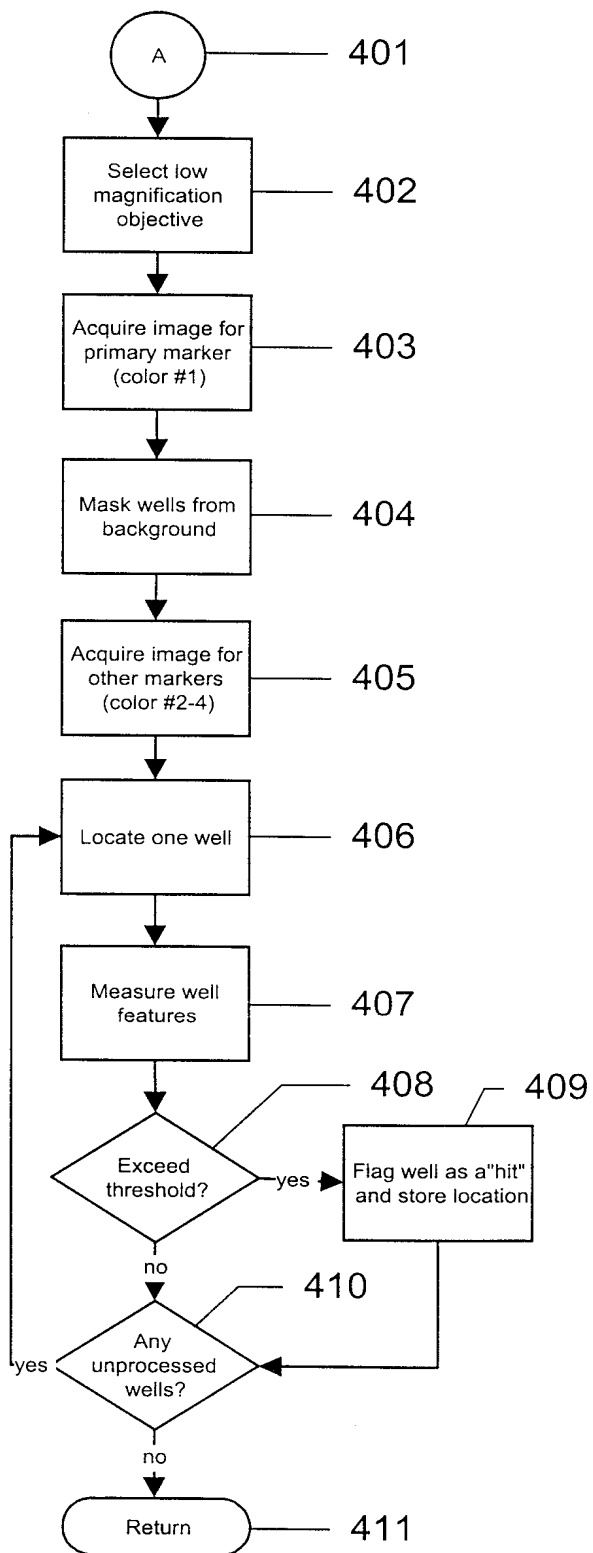 A
401
Select low
magnification
objective
402
Acquire image for
primary marker
(color #1)
403
Mask wells from
background
404
Acquire image for
other markers
(color #2-4)
405
Locate one well
406
Measure well
features
407
408
Exceed
threshold?
yes
409
Flag well as a"hit"
and store location
no
410
Any
unprocessed
wells?
yes
no
Return
411